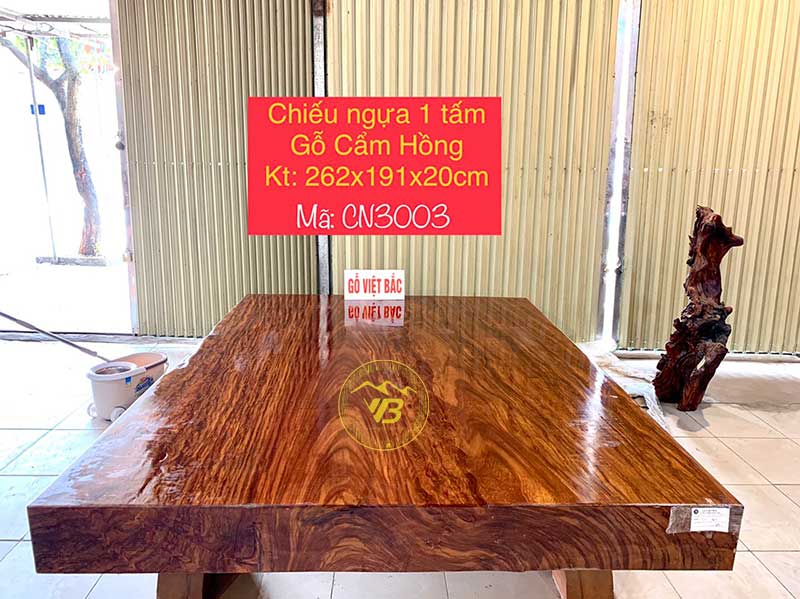 Chiếu ngựa 1 tấm
Gỗ Cẩm Hồng
Kt: 262x191x20cm
Mã: CN3003
GỖ VIỆT BẮC
VB